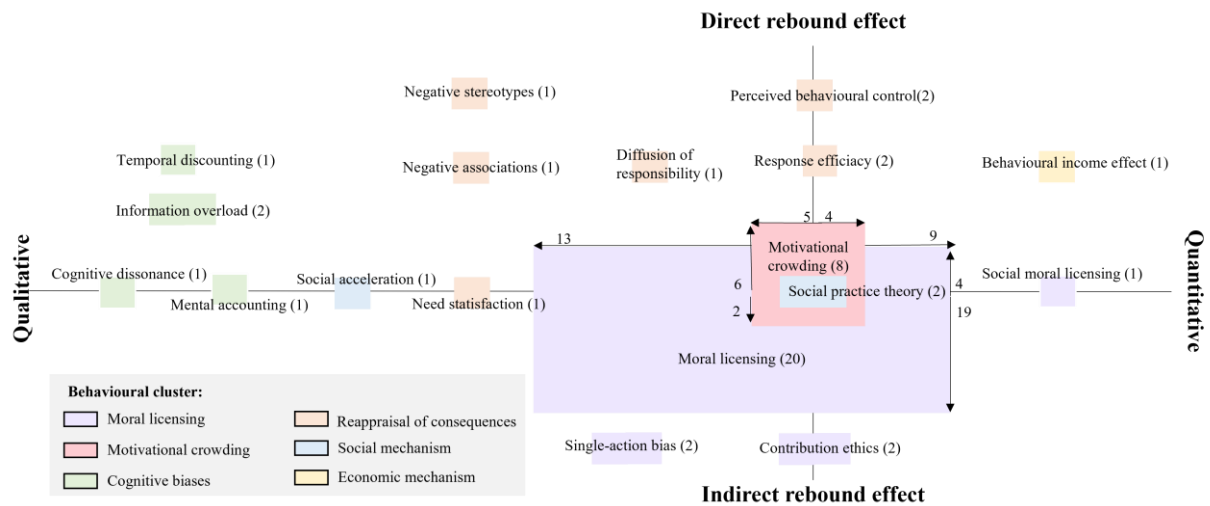 Direct rebound effect
Negative stereotypes (1)
Perceived behavioural control(2)
Temporal discounting (1)
Negative associations (1)
Diffusion of
responsibility (1)
Response efficiacy (2)
Behavioural income effect (1)
Information overload (2)
5 4
13
9
Qualitative
Quantitative
Motivational
crowding (8)
Cognitive dissonance (1)
Social acceleration (1)
Social moral licensing (1)
6
4
Mental accounting (1)
Need satisfaction (1)
Social practice theory (2)
2
19
Moral licensing (20)
Behavioural cluster:
Moral licensing
Reappraisal of consequences
Motivational crowding
Social mechanism
Cognitive biases
Economic mechanism
Single-action bias (2)
Contribution ethics (2)
Indirect rebound effect